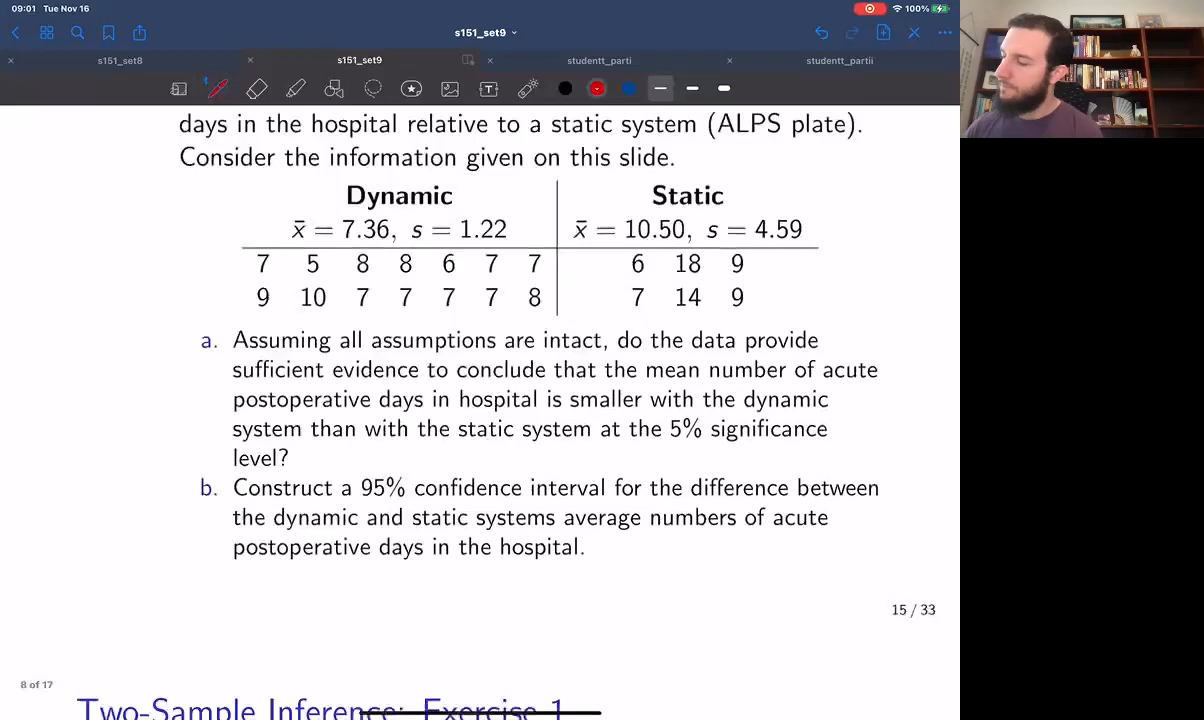 09:01 Tue Nov 16
100%
s151_set9
s151_set8
s151_set9
studentt_parti
studentt_partii
days in the hospital relative to a static system (ALPS plate).
Consider the information given on this slide.
Dynamic Static
x̄ = 7.36, s = 1.22 x̄ = 10.50, s = 4.59
7 5 8 8 6 7 7 6 18 9
9 10 7 7 7 7 8 7 14 9
a. Assuming all assumptions are intact, do the data provide
sufficient evidence to conclude that the mean number of acute
postoperative days in hospital is smaller with the dynamic
system than with the static system at the 5% significance
level?
b. Construct a 95% confidence interval for the difference between
the dynamic and static systems average numbers of acute
postoperative days in the hospital.
15 / 33
8 of 17
Two-Sample Inference: Exercise 1